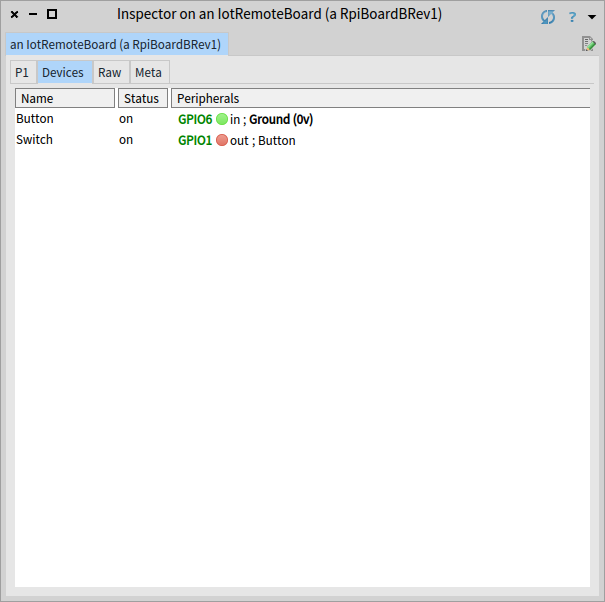 Inspector on an IotRemoteBoard (a RpiBoardBRev1)
?
an IotRemoteBoard (a RpiBoardBRev1)
P1 Devices Raw Meta
Name Status Peripherals
Button on GPIO6 in ; Ground (0v)
Switch on GPIO1 out ; Button